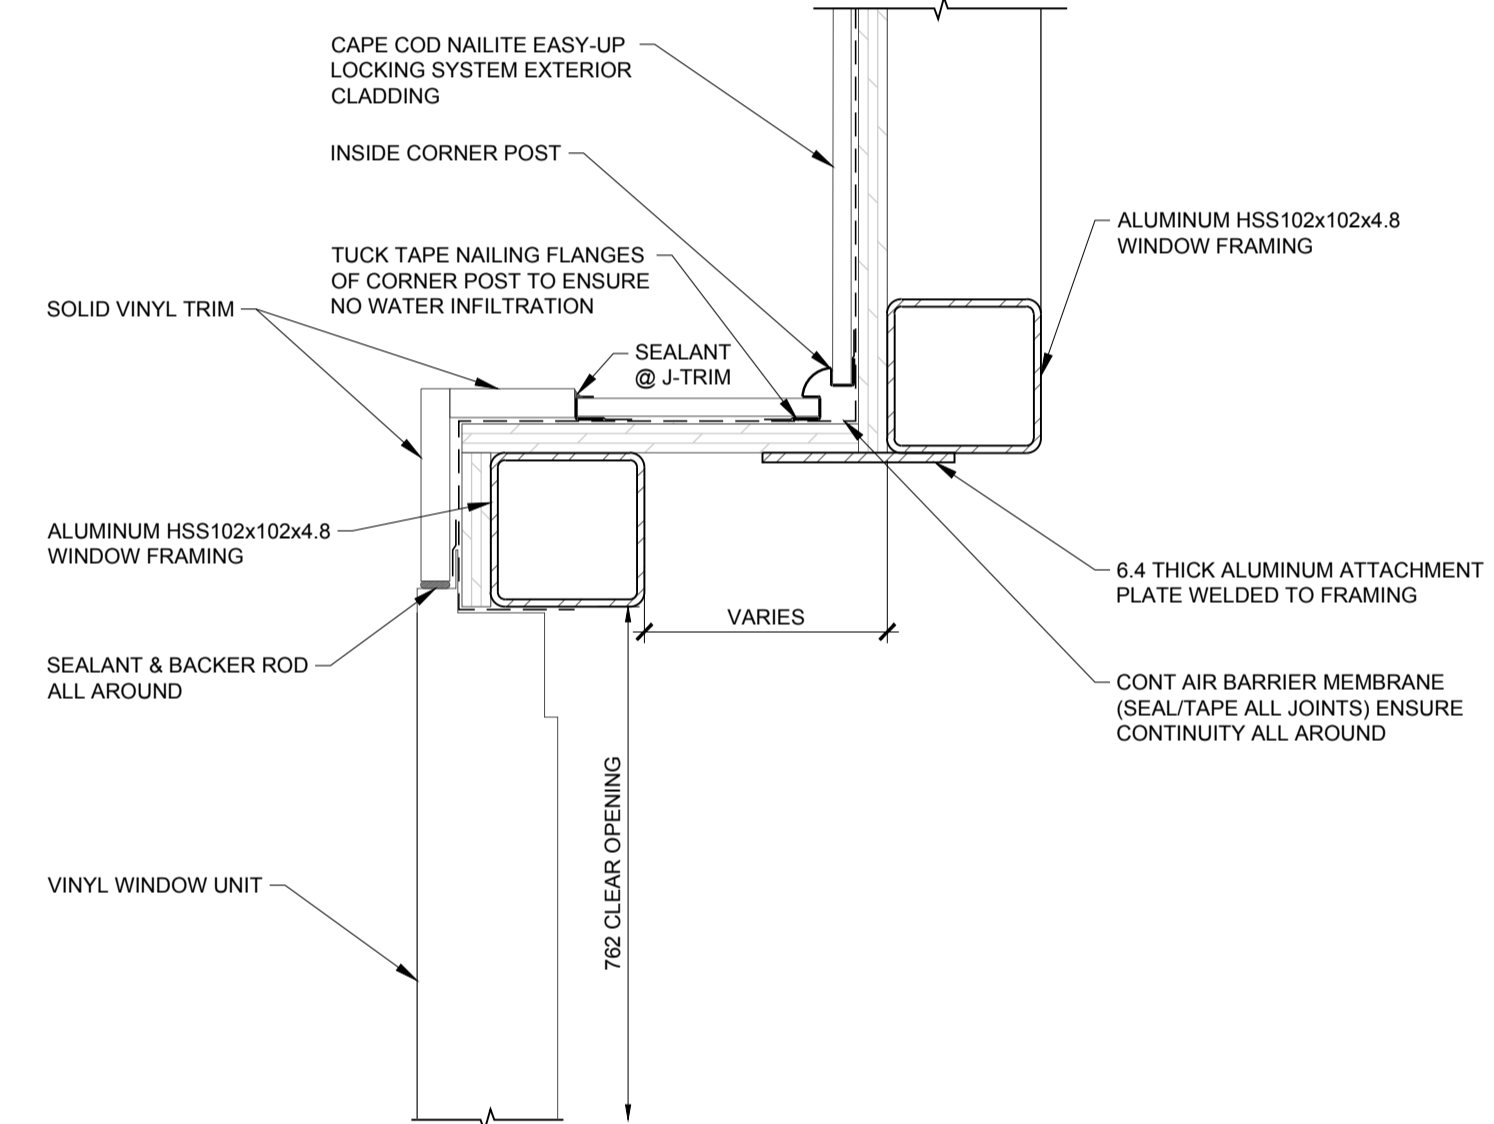 CAPE COD NAILITE EASY-UP
LOCKING SYSTEM EXTERIOR
CLADDING
INSIDE CORNER POST
ALUMINUM HSS102x102x4.8
WINDOW FRAMING
TUCK TAPE NAILING FLANGES
OF CORNER POST TO ENSURE
NO WATER INFILTRATION
SOLID VINYL TRIM
SEALANT
@ J-TRIM
ALUMINUM HSS102x102x4.8
WINDOW FRAMING
6.4 THICK ALUMINUM ATTACHMENT
PLATE WELDED TO FRAMING
VARIES
SEALANT & BACKER ROD
ALL AROUND
CONT AIR BARRIER MEMBRANE
(SEAL/TAPE ALL JOINTS) ENSURE
CONTINUITY ALL AROUND
762 CLEAR OPENING
VINYL WINDOW UNIT